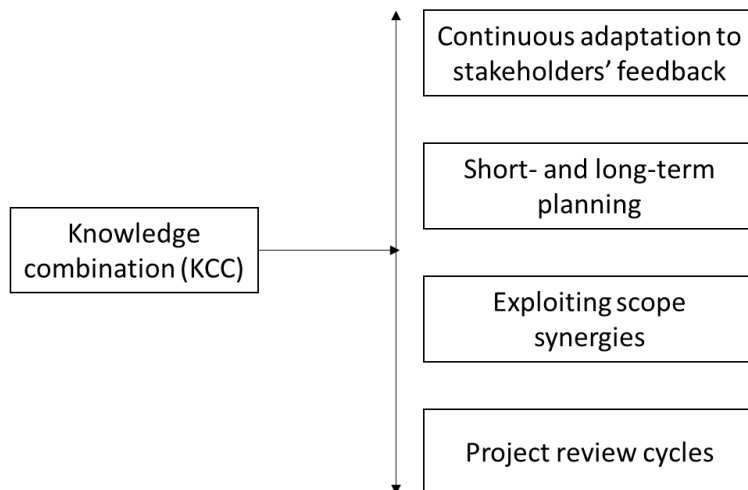 Continuous adaptation to
stakeholders’ feedback
Short- and long-term
planning
Knowledge
combination (KCC)
Exploiting scope
synergies
Project review cycles